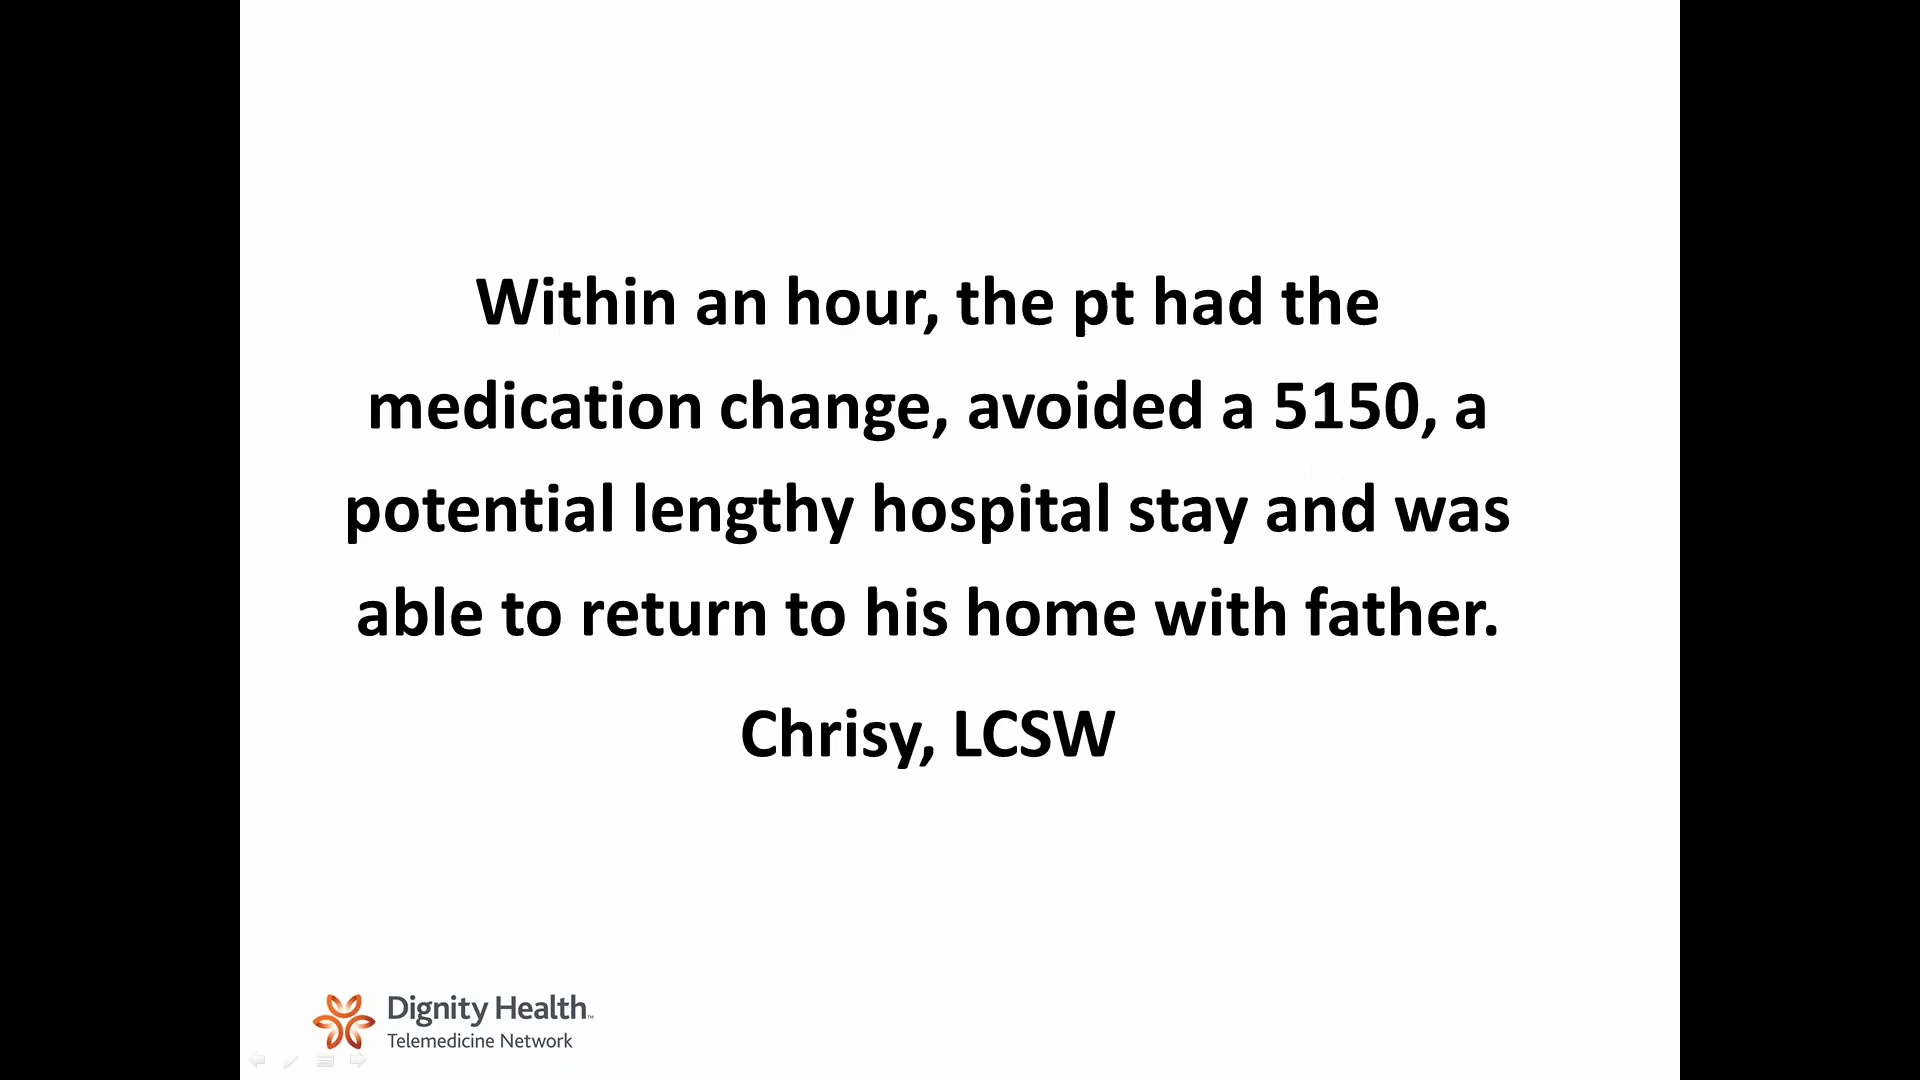 Within an hour, the pt had the
medication change, avoided a 5150, a
potential lengthy hospital stay and was
able to return to his home with father.
Chrisy, LCSW
Dignity Health™
Telemedicine Network